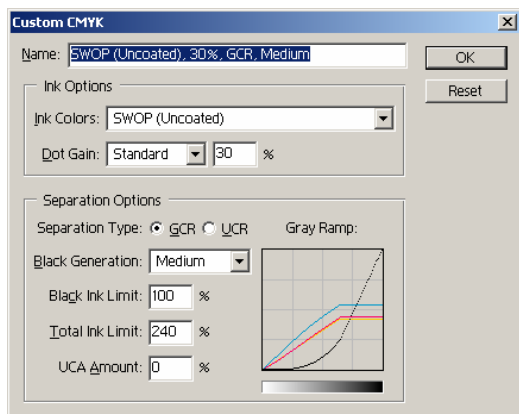 Custom CMYK
Name: SWOP (Uncoated), 30%, GCR, Medium
OK
Reset
Ink Options
Ink Colors: SWOP (Uncoated)
Dot Gain: Standard 30 %
Separation Options
Separation Type: GCR UCR Gray Ramp:
Black Generation: Medium
Black Ink Limit: 100 %
Total Ink Limit: 240 %
UCA Amount: 0 %